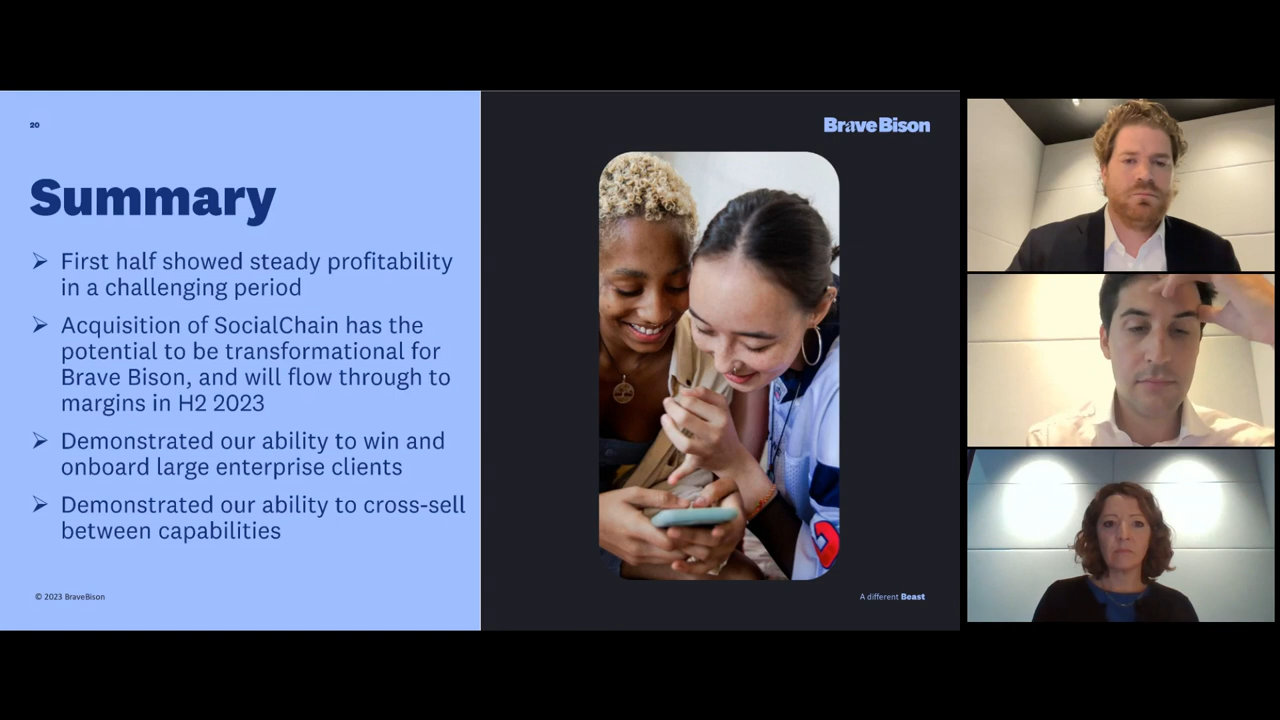 20
Brave Bison
Summary
➢ First half showed steady profitability
in a challenging period
➢ Acquisition of SocialChain has the
potential to be transformational for
Brave Bison, and will flow through to
margins in H2 2023
➢ Demonstrated our ability to win and
onboard large enterprise clients
➢ Demonstrated our ability to cross-sell
between capabilities
© 2023 BraveBison
A different Beast